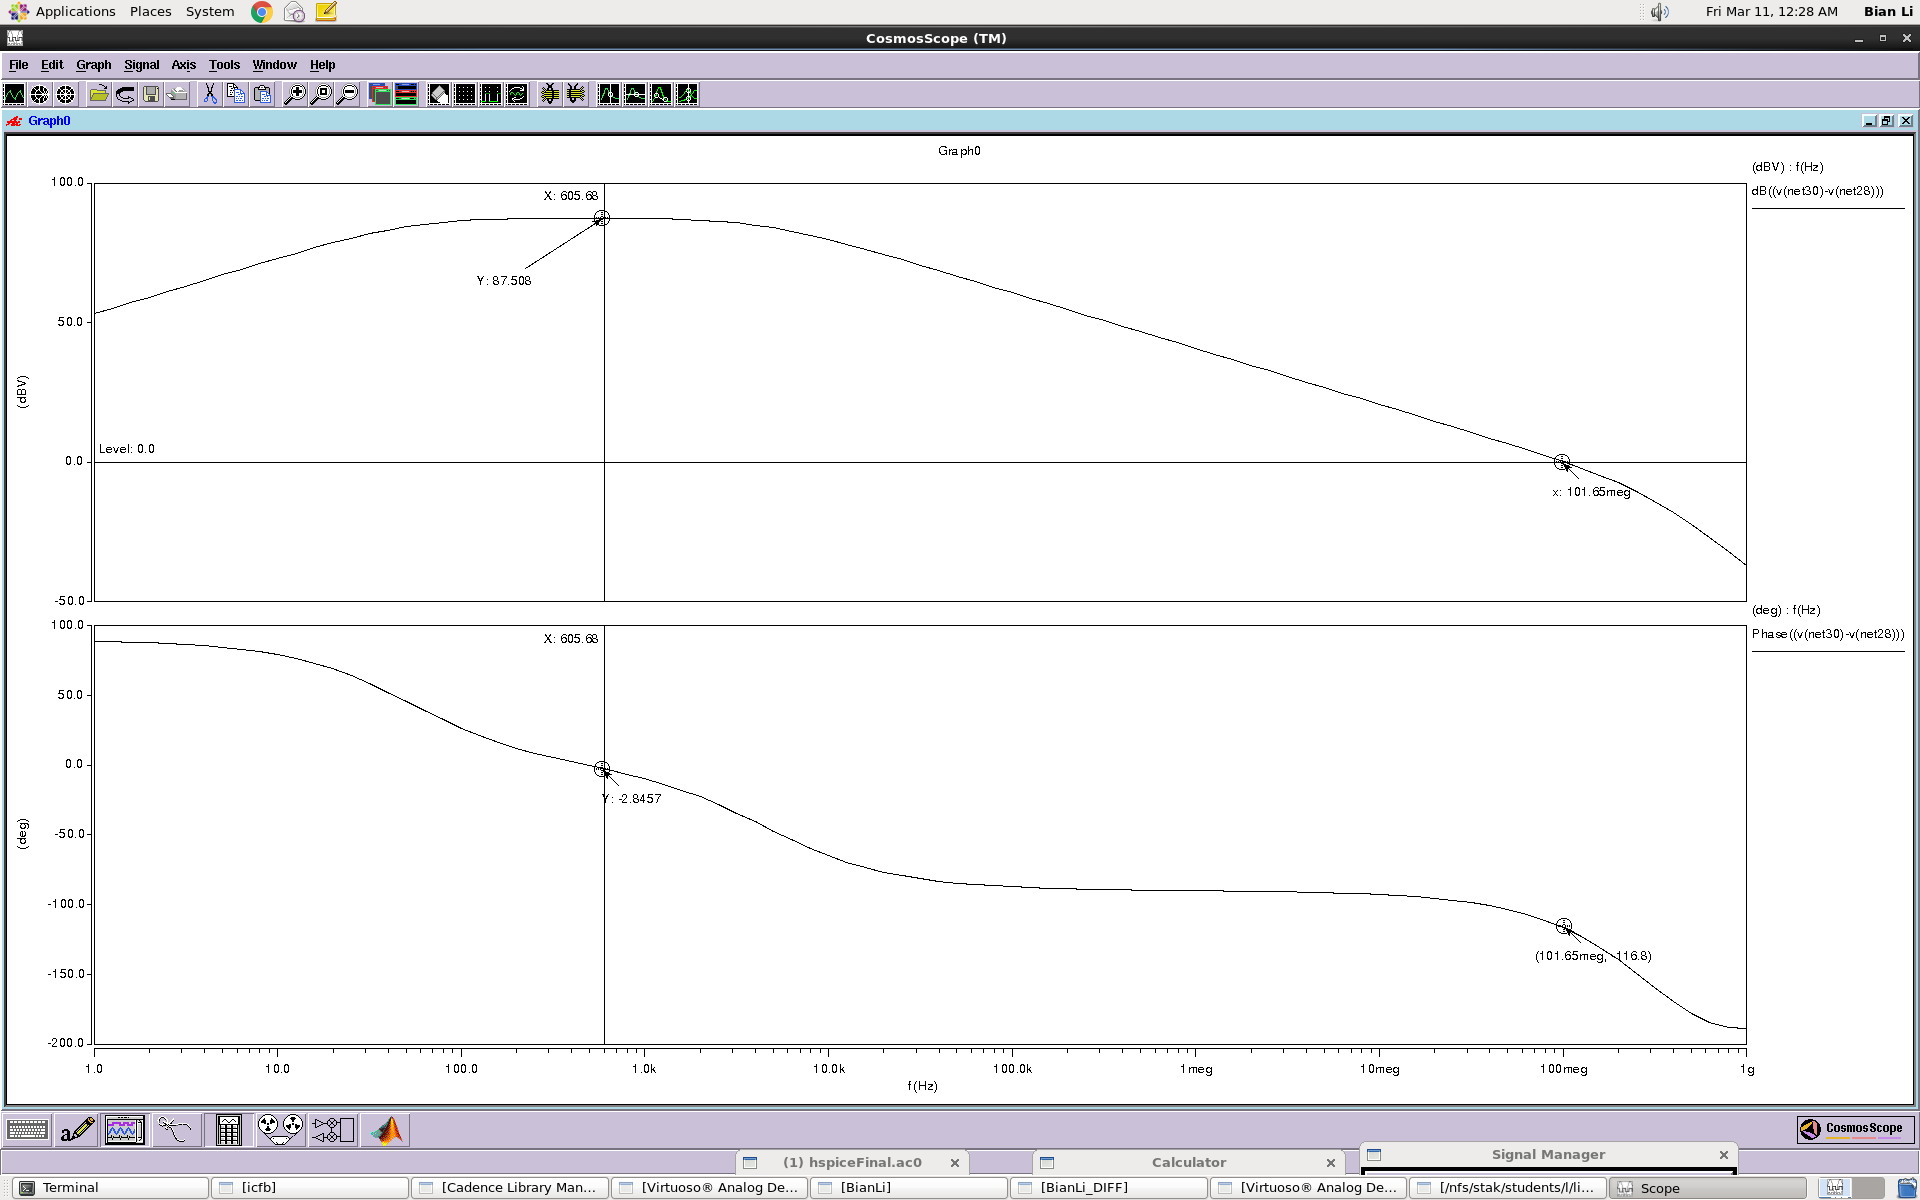 Applications Places System Fri Mar 11, 12:28 AM Bian Li
CosmosScope (TM)
File Edit Graph Signal Axis Tools Window Help
Graph0
Graph0
(dBV) : f(Hz)
dB((v(net30)-v(net28)))
100.0
X: 605.68
Y: 87.508
50.0
(dBV)
Level: 0.0
0.0
x: 101.65meg
-50.0
(deg) : f(Hz)
Phase((v(net30)-v(net28)))
100.0
X: 605.68
50.0
0.0
Y: -2.8457
-50.0
(deg)
-100.0
(101.65meg, -116.8)
-150.0
-200.0
1.0 10.0 100.0 1.0k 10.0k 100.0k 1meg 10meg 100meg 1g
f(Hz)
CosmosScope
(1) hspiceFinal.ac0 Calculator Signal Manager
Terminal [icfb] [Cadence Library Man... [Virtuoso® Analog De... [BianLi] [BianLi_DIFF] [Virtuoso® Analog De... [/nfs/stak/students/l/li... Scope